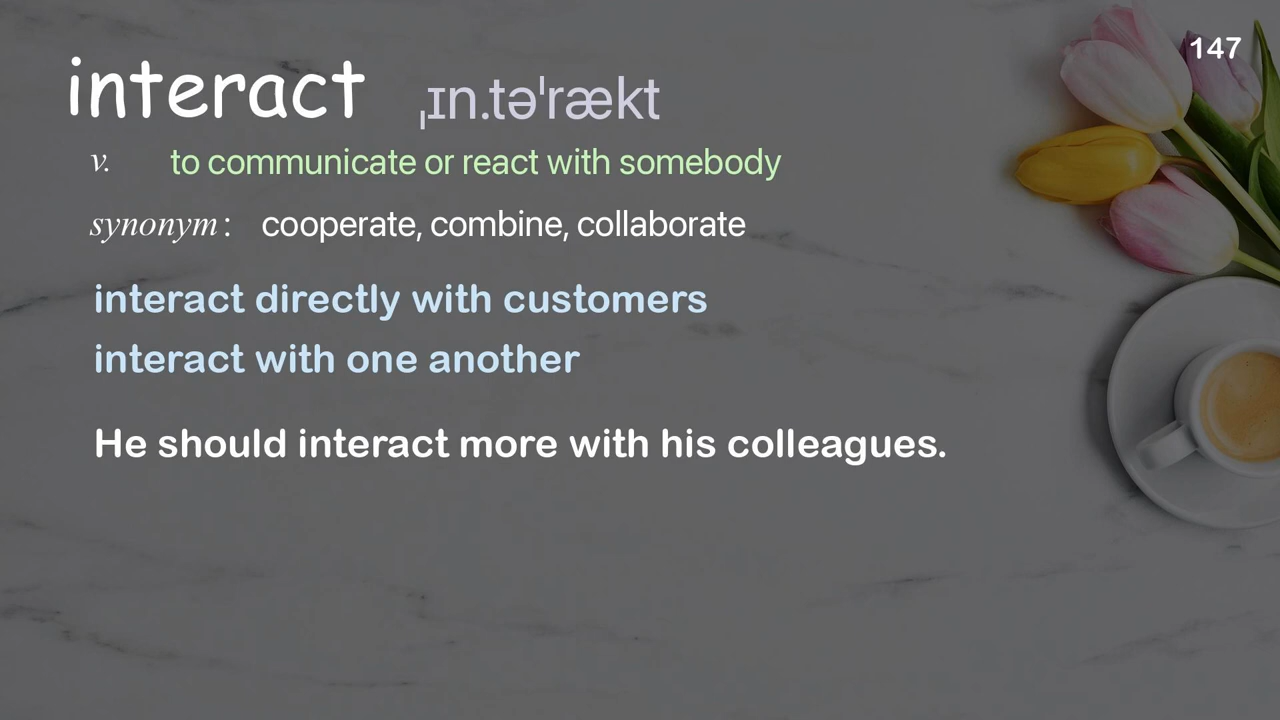 147
interact ˌɪn.təˈrækt
v. to communicate or react with somebody
synonym: cooperate, combine, collaborate
interact directly with customers
interact with one another
He should interact more with his colleagues.